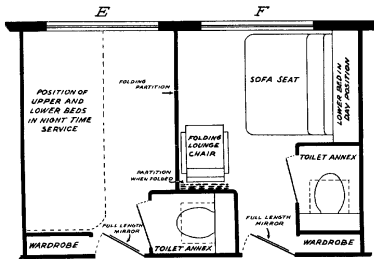 E
F
POSITION OF
UPPER AND
LOWER BEDS
IN NIGHT TIME
SERVICE
FOLDING
PARTITION
SOFA SEAT
LOWER BED IN
DAY POSITION
FOLDING
LOUNGE
CHAIR
PARTITION
WHEN FOLDED
TOILET ANNEX
FULL LENGTH
MIRROR
FULL LENGTH
MIRROR
WARDROBE
TOILET ANNEX
WARDROBE